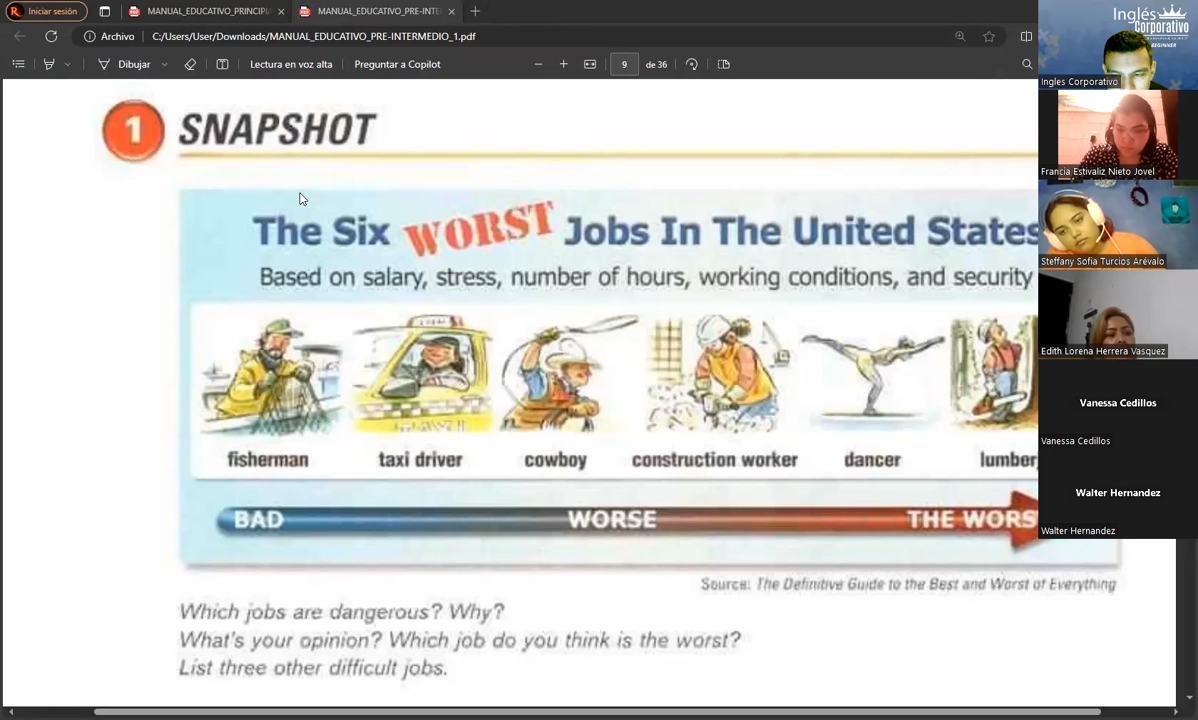 Iniciar sesión
MANUAL_EDUCATIVO_PRINCIPI
MANUAL_EDUCATIVO_PRE-INTE
Archivo
C:/Users/User/Downloads/MANUAL_EDUCATIVO_PRE-INTERMEDIO_1.pdf
Dibujar
Lectura en voz alta
Preguntar a Copilot
9
de 36
1 SNAPSHOT
The Six WORST Jobs In The United States
Based on salary, stress, number of hours, working conditions, and security
TAXI
fisherman
taxi driver
cowboy
construction worker
dancer
lumber
BAD
WORSE
THE WORS
Source: The Definitive Guide to the Best and Worst of Everything
Which jobs are dangerous? Why?
What's your opinion? Which job do you think is the worst?
List three other difficult jobs.
Inglés
Corporativo
BEGINNER
Ingles Corporativo
Francia Estivaliz Nieto Jovel
Steffany Sofia Turcios Arévalo
Edith Lorena Herrera Vasquez
Vanessa Cedillos
Vanessa Cedillos
Walter Hernandez
Walter Hernandez